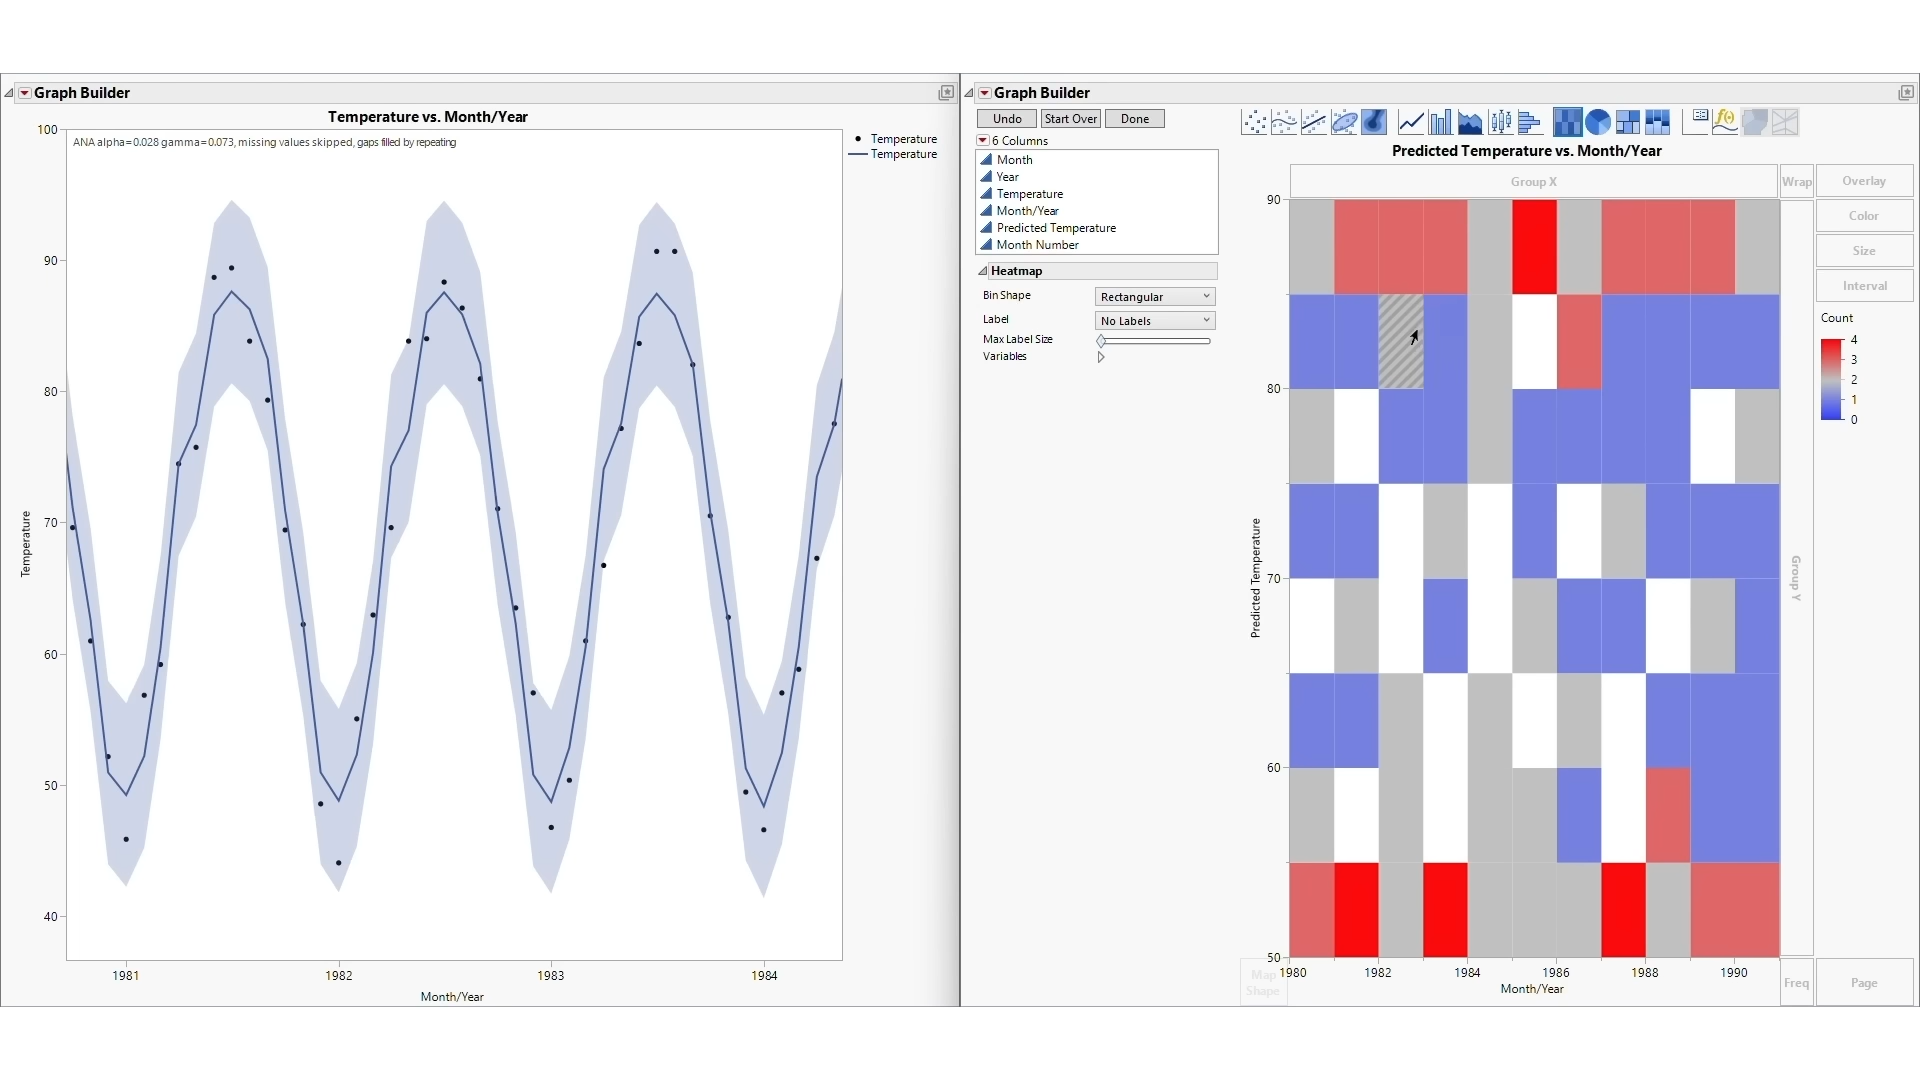 Graph Builder
Temperature vs. Month/Year
ANA alpha=0.028 gamma=0.073, missing values skipped, gaps filled by repeating
Temperature
Temperature
100
90
80
70
60
50
40
Temperature
1981
1982
1983
1984
Month/Year
Graph Builder
Undo
Start Over
Done
6 Columns
Month
Year
Temperature
Month/Year
Predicted Temperature
Month Number
Heatmap
Bin Shape
Rectangular
Label
No Labels
Max Label Size
Variables
Predicted Temperature vs. Month/Year
Group X
Wrap
Overlay
Color
Size
Interval
Count
4
3
2
1
0
90
80
70
60
50
Predicted Temperature
Group Y
1980
1982
1984
1986
1988
1990
Month/Year
Map
Shape
Freq
Page